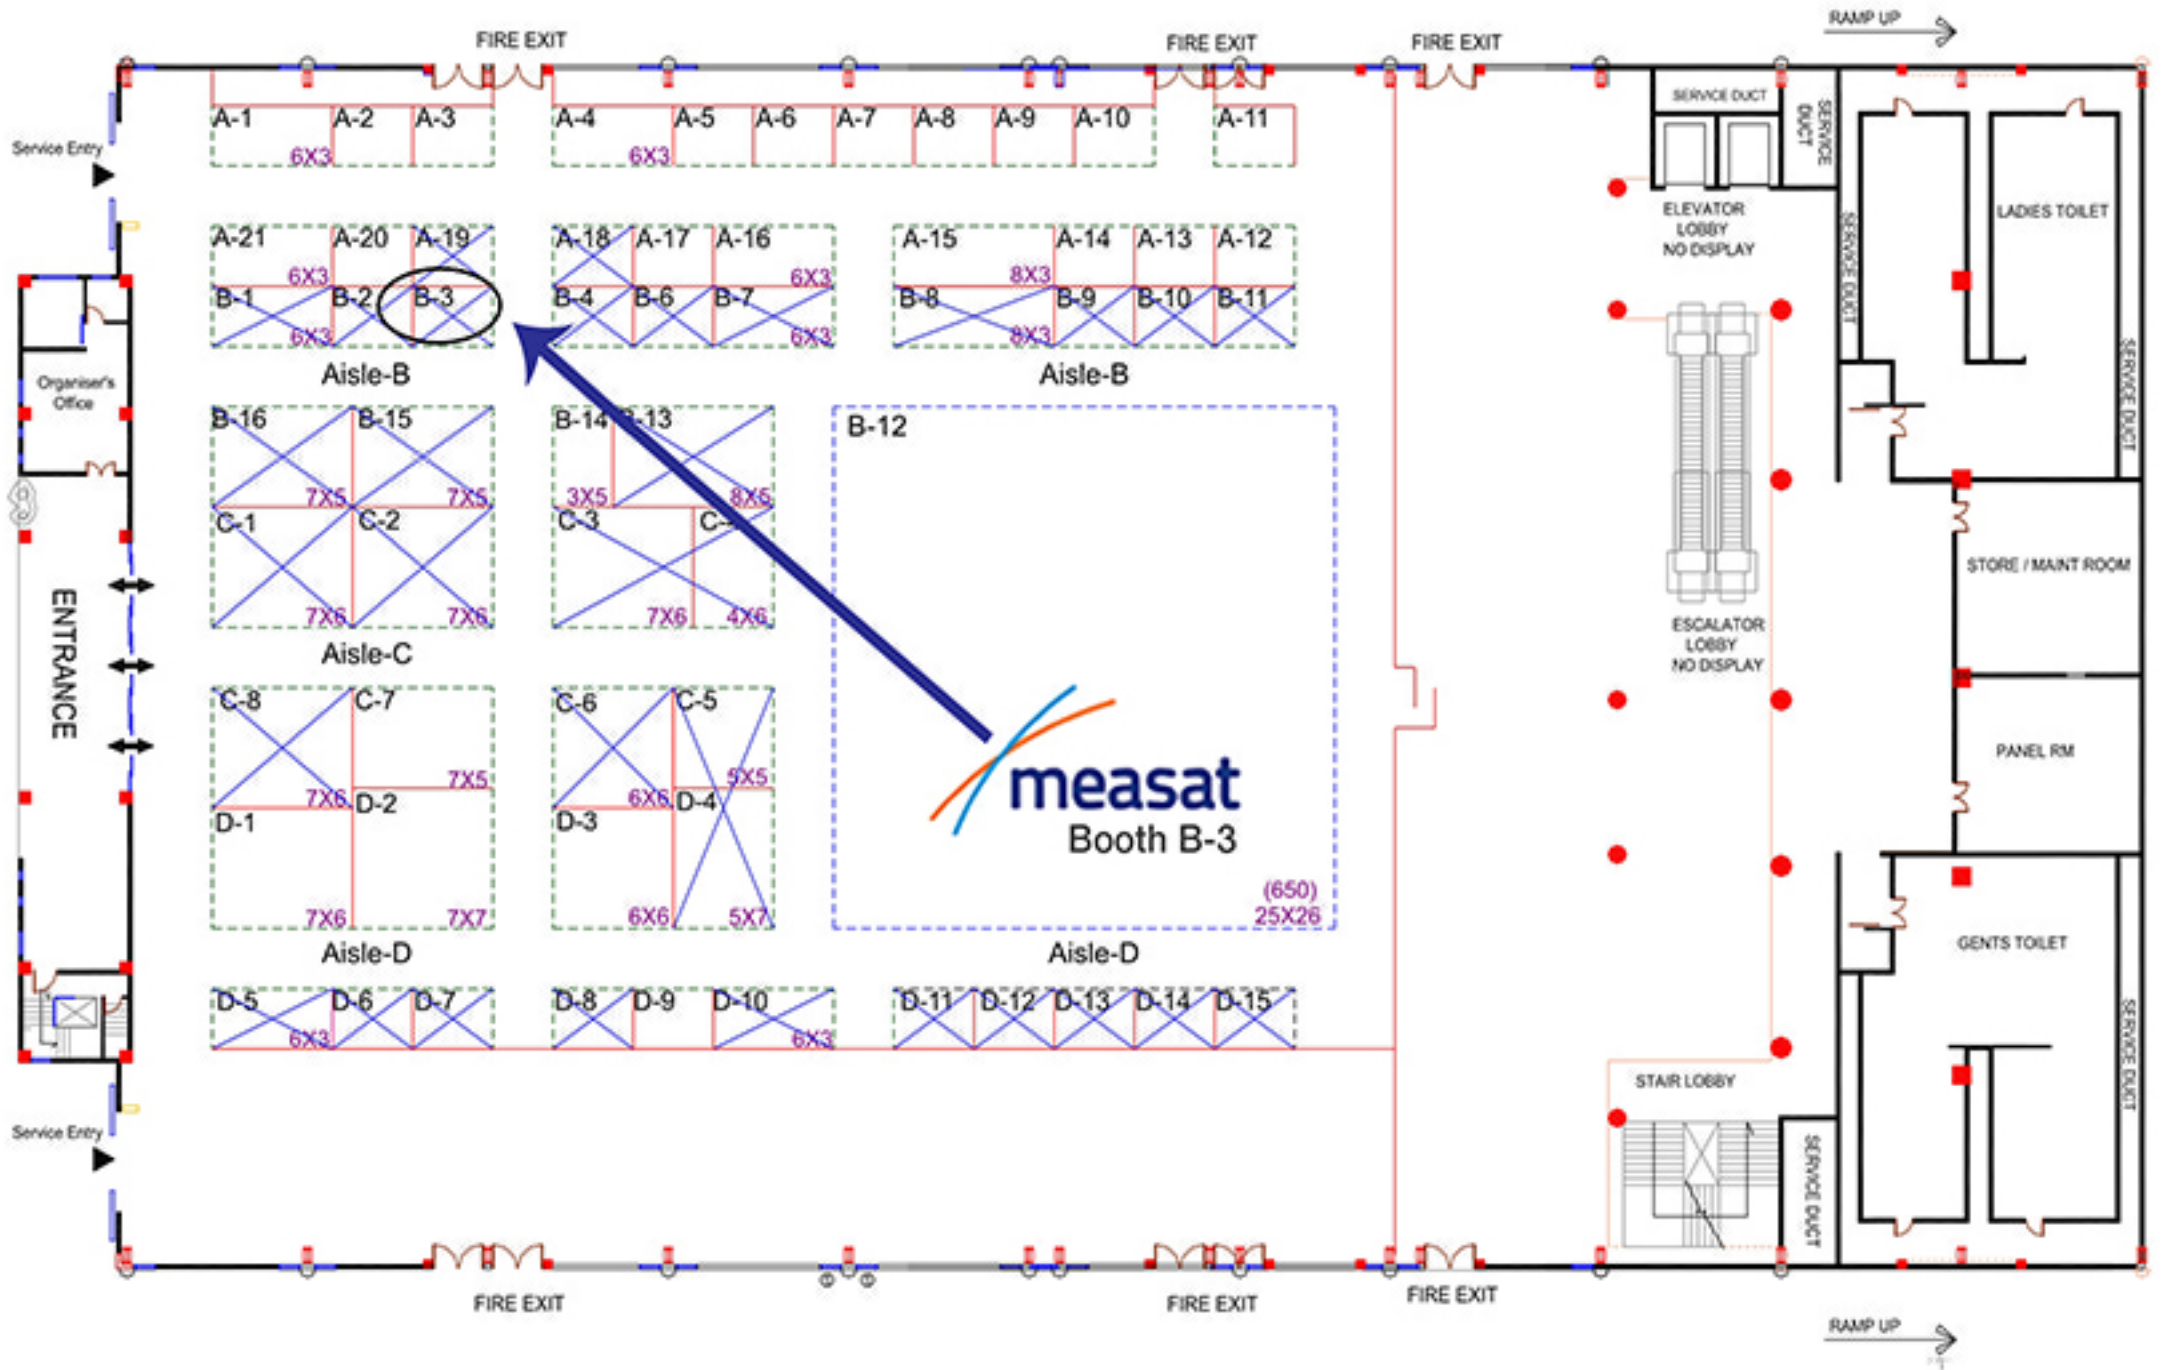 RAMP UP
FIRE EXIT
FIRE EXIT
FIRE EXIT
SERVICE DUCT
SERVICE DUCT
A-1
A-2
A-3
A-4
A-5
A-6
A-7
A-8
A-9
A-10
A-11
Service Entry
6X3
6X3
ELEVATOR
LOBBY
NO DISPLAY
LADIES TOILET
SERVICE DUCT
A-21
A-20
A-19
A-18
A-17
A-16
A-15
A-14
A-13
A-12
6X3
6X3
8X3
B-1
B-2
B-3
B-4
B-6
B-7
B-8
B-9
B-10
B-11
6X3
6X3
8X3
SERVICE DUCT
Aisle-B
Aisle-B
Organiser's
Office
B-16
B-15
B-14
B-13
B-12
7X5
7X5
3X5
8X5
C-1
C-2
C-3
7X6
7X6
7X6
4X6
ENTRANCE
STORE / MAINT ROOM
ESCALATOR
LOBBY
NO DISPLAY
Aisle-C
C-8
C-7
C-6
C-5
PANEL RM
7X6
7X5
6X6
5X5
measat
Booth B-3
D-1
D-2
D-3
D-4
7X6
7X7
6X6
5X7
(650)
25X26
Aisle-D
Aisle-D
GENTS TOILET
D-5
D-6
D-7
D-8
D-9
D-10
D-11
D-12
D-13
D-14
D-15
6X3
6X3
SERVICE DUCT
STAIR LOBBY
Service Entry
SERVICE DUCT
FIRE EXIT
FIRE EXIT
FIRE EXIT
RAMP UP